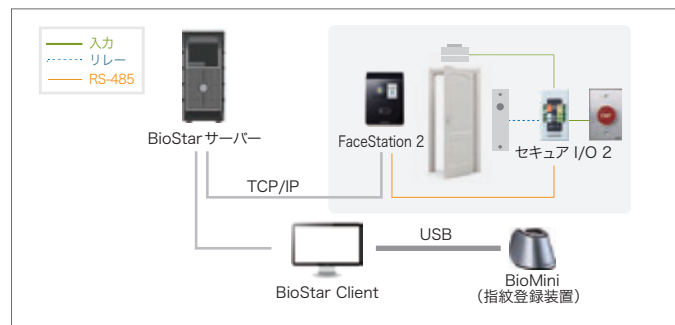 入力
リレー
RS-485
BioStar サーバー
FaceStation 2
EXIT
セキュア I/O 2
TCP/IP
USB
BioStar Client
BioMini
（指紋登録装置）